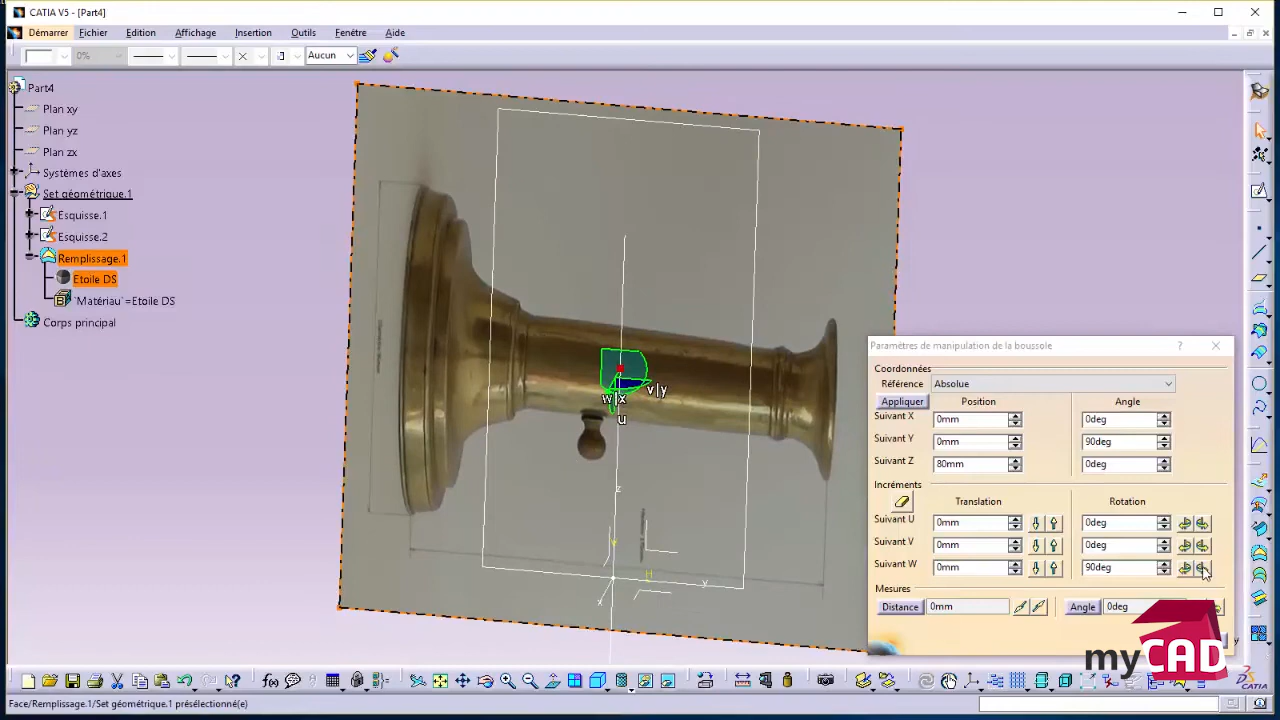 CATIA V5 - [Part4]
Démarrer Fichier Edition Affichage Insertion Outils Fenêtre Aide
0% Aucun
Part4
Plan xy
Plan yz
Plan zx
Systèmes d'axes
Set géométrique.1
Esquisse.1
Esquisse.2
Remplissage.1
Etoile DS
`Matériau`=Etoile DS
Corps principal
w|x v|y
u
z
y
H
x
Paramètres de manipulation de la boussole
Coordonnées
Référence Absolue
Appliquer Position Angle
Suivant X 0mm 0deg
Suivant Y 0mm 90deg
Suivant Z 80mm 0deg
Incréments
Translation Rotation
Suivant U 0mm 0deg
Suivant V 0mm 0deg
Suivant W 0mm 90deg
Mesures
Distance 0mm Angle 0deg
myCAD
CATIA
Face/Remplissage.1/Set géométrique.1 présélectionné(e)